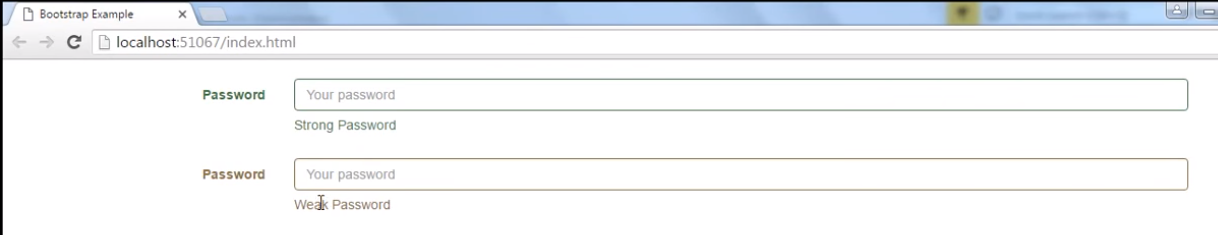 Bootstrap Example
localhost:51067/index.html
Password
Your password
Strong Password
Password
Your password
Weak Password